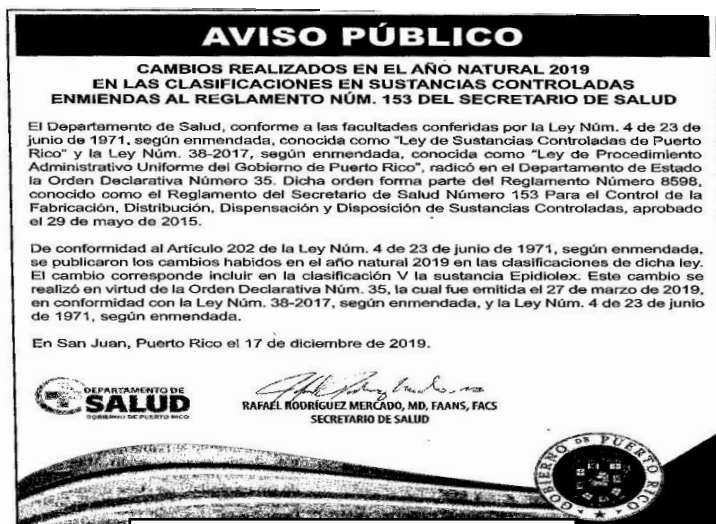 AVISO PÚBLICO
CAMBIOS REALIZADOS EN EL AÑO NATURAL 2019
EN LAS CLASIFICACIONES EN SUSTANCIAS CONTROLADAS
ENMIENDAS AL REGLAMENTO NÚM. 153 DEL SECRETARIO DE SALUD
El Departamento de Salud, conforme a las facultades conferidas por la Ley Núm. 4 de 23 de
junio de 1971, según enmendada, conocida como "Ley de Sustancias Controladas de Puerto
Rico" y la Ley Núm. 38-2017, según enmendada, conocida como "Ley de Procedimiento
Administrativo Uniforme del Gobierno de Puerto Rico", radicó en el Departamento de Estado
la Orden Declarativa Número 35. Dicha orden forma parte del Reglamento Número 8598,
conocido como el Reglamento del Secretario de Salud Número 153 Para el Control de la
Fabricación, Distribución, Dispensación y Disposición de Sustancias Controladas, aprobado
el 29 de mayo de 2015.
De conformidad al Artículo 202 de la Ley Núm. 4 de 23 de junio de 1971, según enmendada,
se publicaron los cambios habidos en el año natural 2019 en las clasificaciones de dicha ley.
El cambio corresponde incluir en la clasificación V la sustancia Epidiolex. Este cambio se
realizó en virtud de la Orden Declarativa Núm. 35, la cual fue emitida el 27 de marzo de 2019,
en conformidad con la Ley Núm. 38-2017, según enmendada, y la Ley Núm. 4 de 23 de junio
de 1971, según enmendada.
En San Juan, Puerto Rico el 17 de diciembre de 2019.
DEPARTAMENTO DE
SALUD
GOBIERNO DE PUERTO RICO
RAFAEL RODRÍGUEZ MERCADO, MD, FAANS, FACS
SECRETARIO DE SALUD
GOBIERNO DE PUERTO RICO